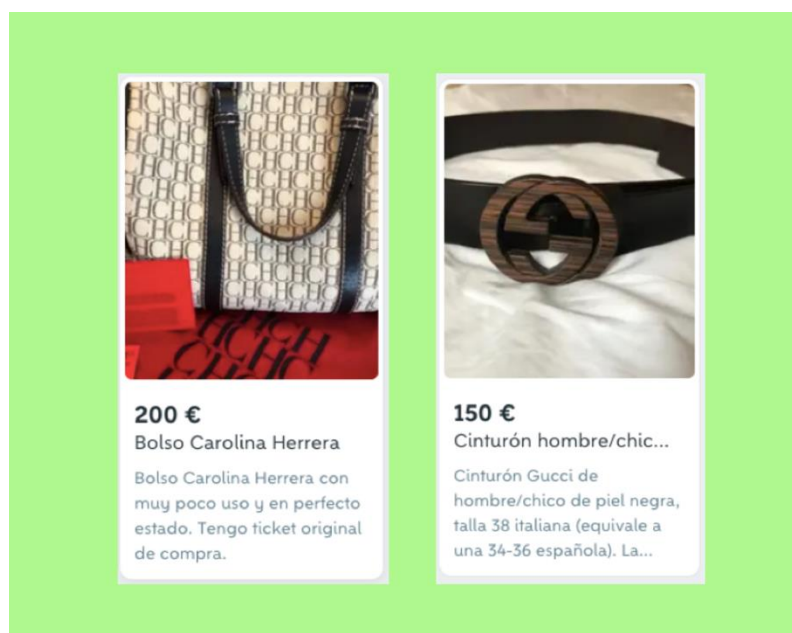 200 €
Bolso Carolina Herrera
Bolso Carolina Herrera con
muy poco uso y en perfecto
estado. Tengo ticket original
de compra.
150 €
Cinturón hombre/chic...
Cinturón Gucci de
hombre/chico de piel negra,
talla 38 italiana (equivale a
una 34-36 española). La...